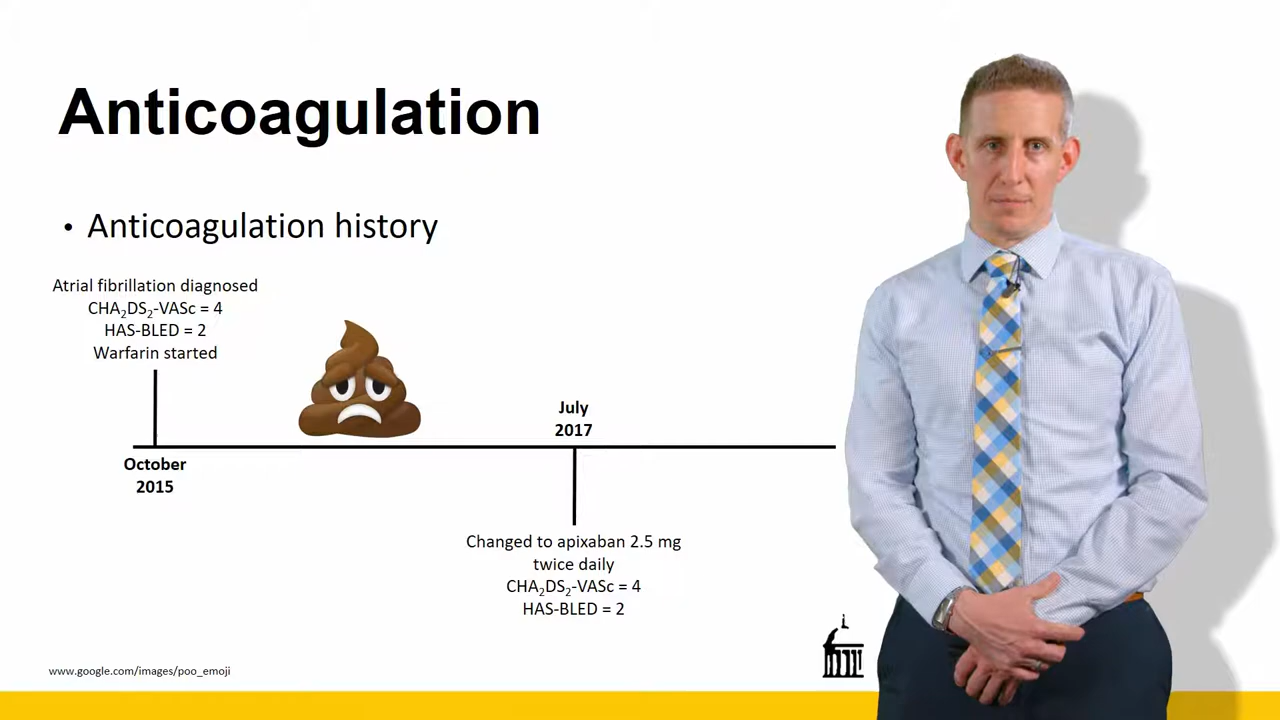 Anticoagulation
• Anticoagulation history
Atrial fibrillation diagnosed
CHA₂DS₂-VASc = 4
HAS-BLED = 2
Warfarin started
October
2015
July
2017
Changed to apixaban 2.5 mg
twice daily
CHA₂DS₂-VASc = 4
HAS-BLED = 2
www.google.com/images/poo_emoji